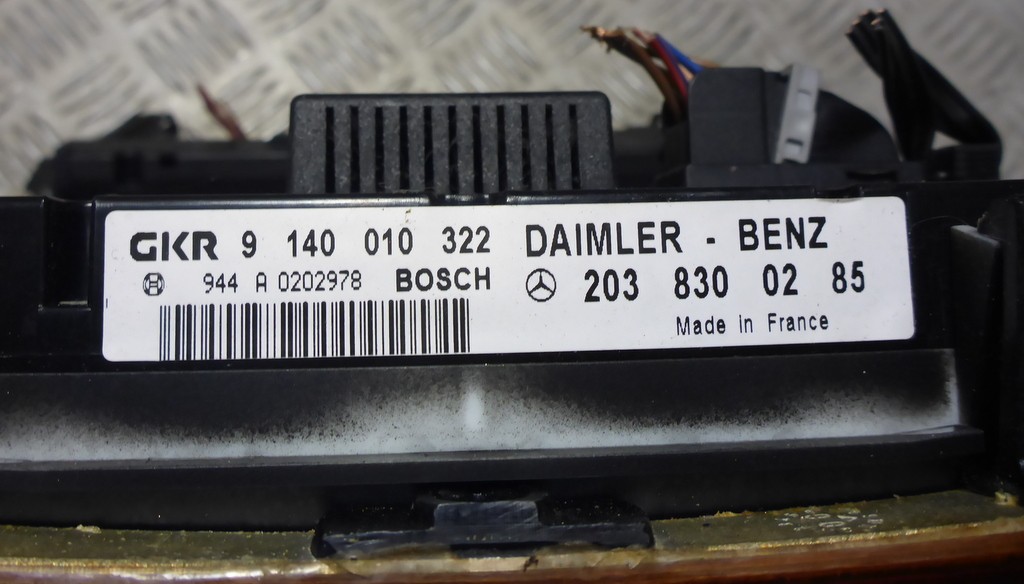 GKR 9 140 010 322
944 A 0202978 BOSCH
DAIMLER - BENZ
203 830 02 85
Made in France